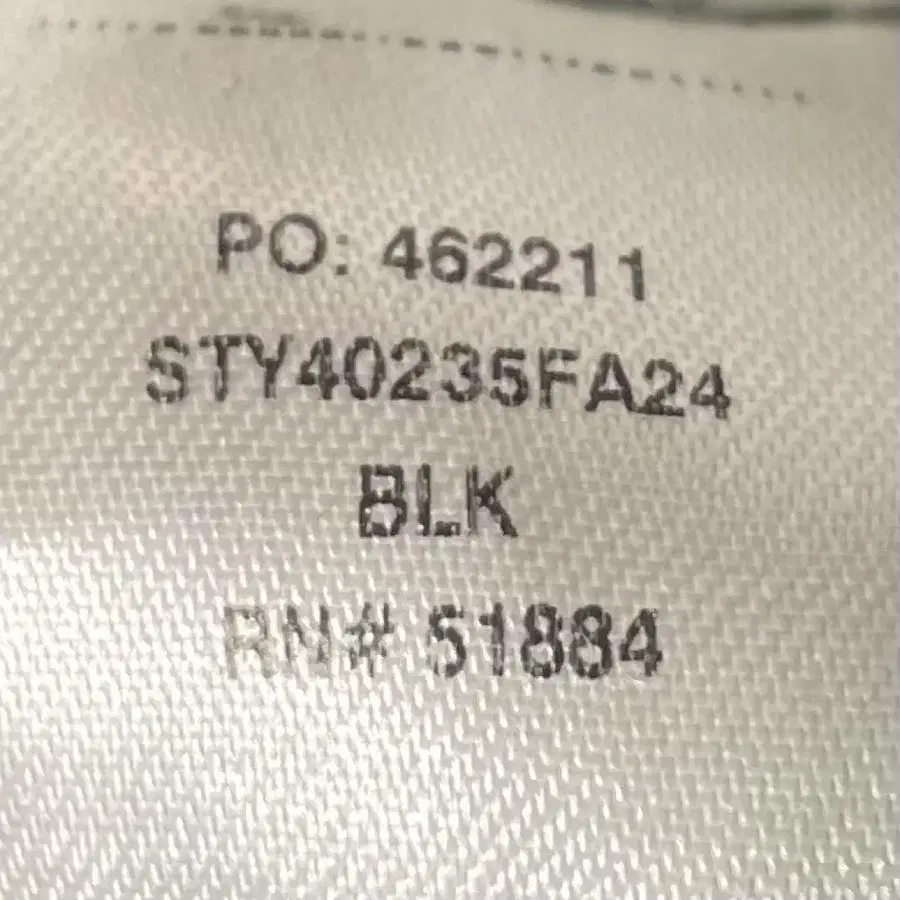 PO: 462211
STY40235FA24
BLK
RN# 51884